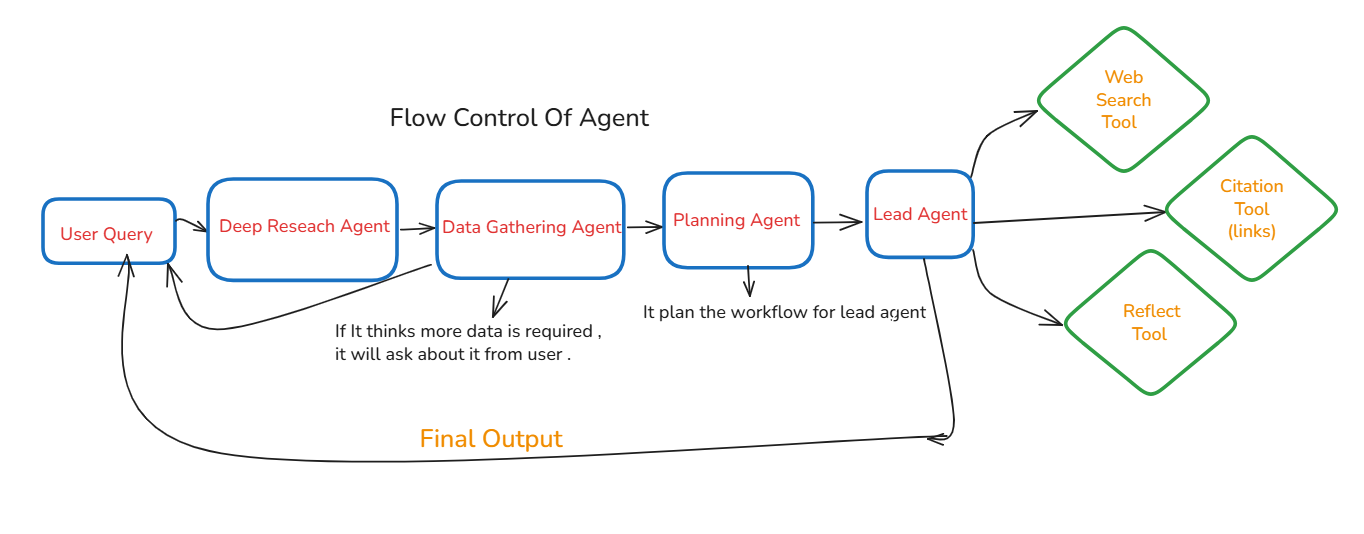 Flow Control Of Agent
User Query
Deep Reseach Agent
Data Gathering Agent
Planning Agent
Lead Agent
Web
Search
Tool
Citation
Tool
(links)
Reflect
Tool
If It thinks more data is required ,
it will ask about it from user .
It plan the workflow for lead agent
Final Output